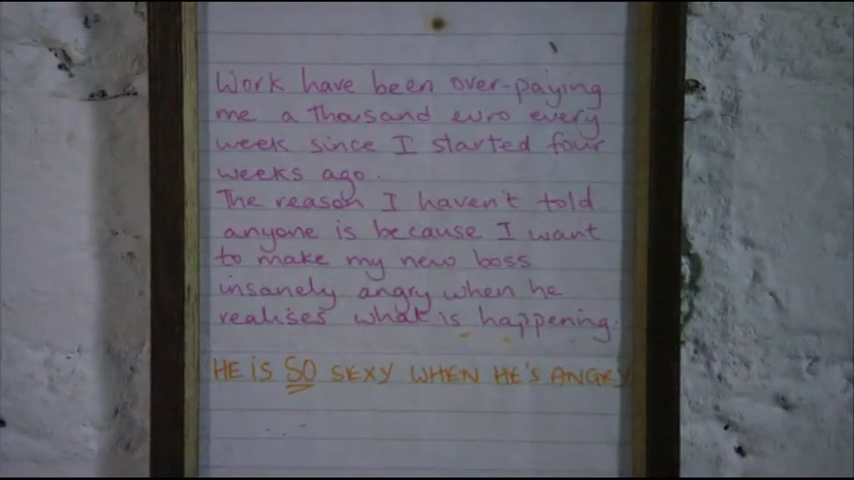 Work have been over-paying
me a thousand euro every
week since I started four
weeks ago.
The reason I haven't told
anyone is because I want
to make my new boss
insanely angry when he
realises what is happening.
HE IS SO SEXY WHEN HE'S ANGRY